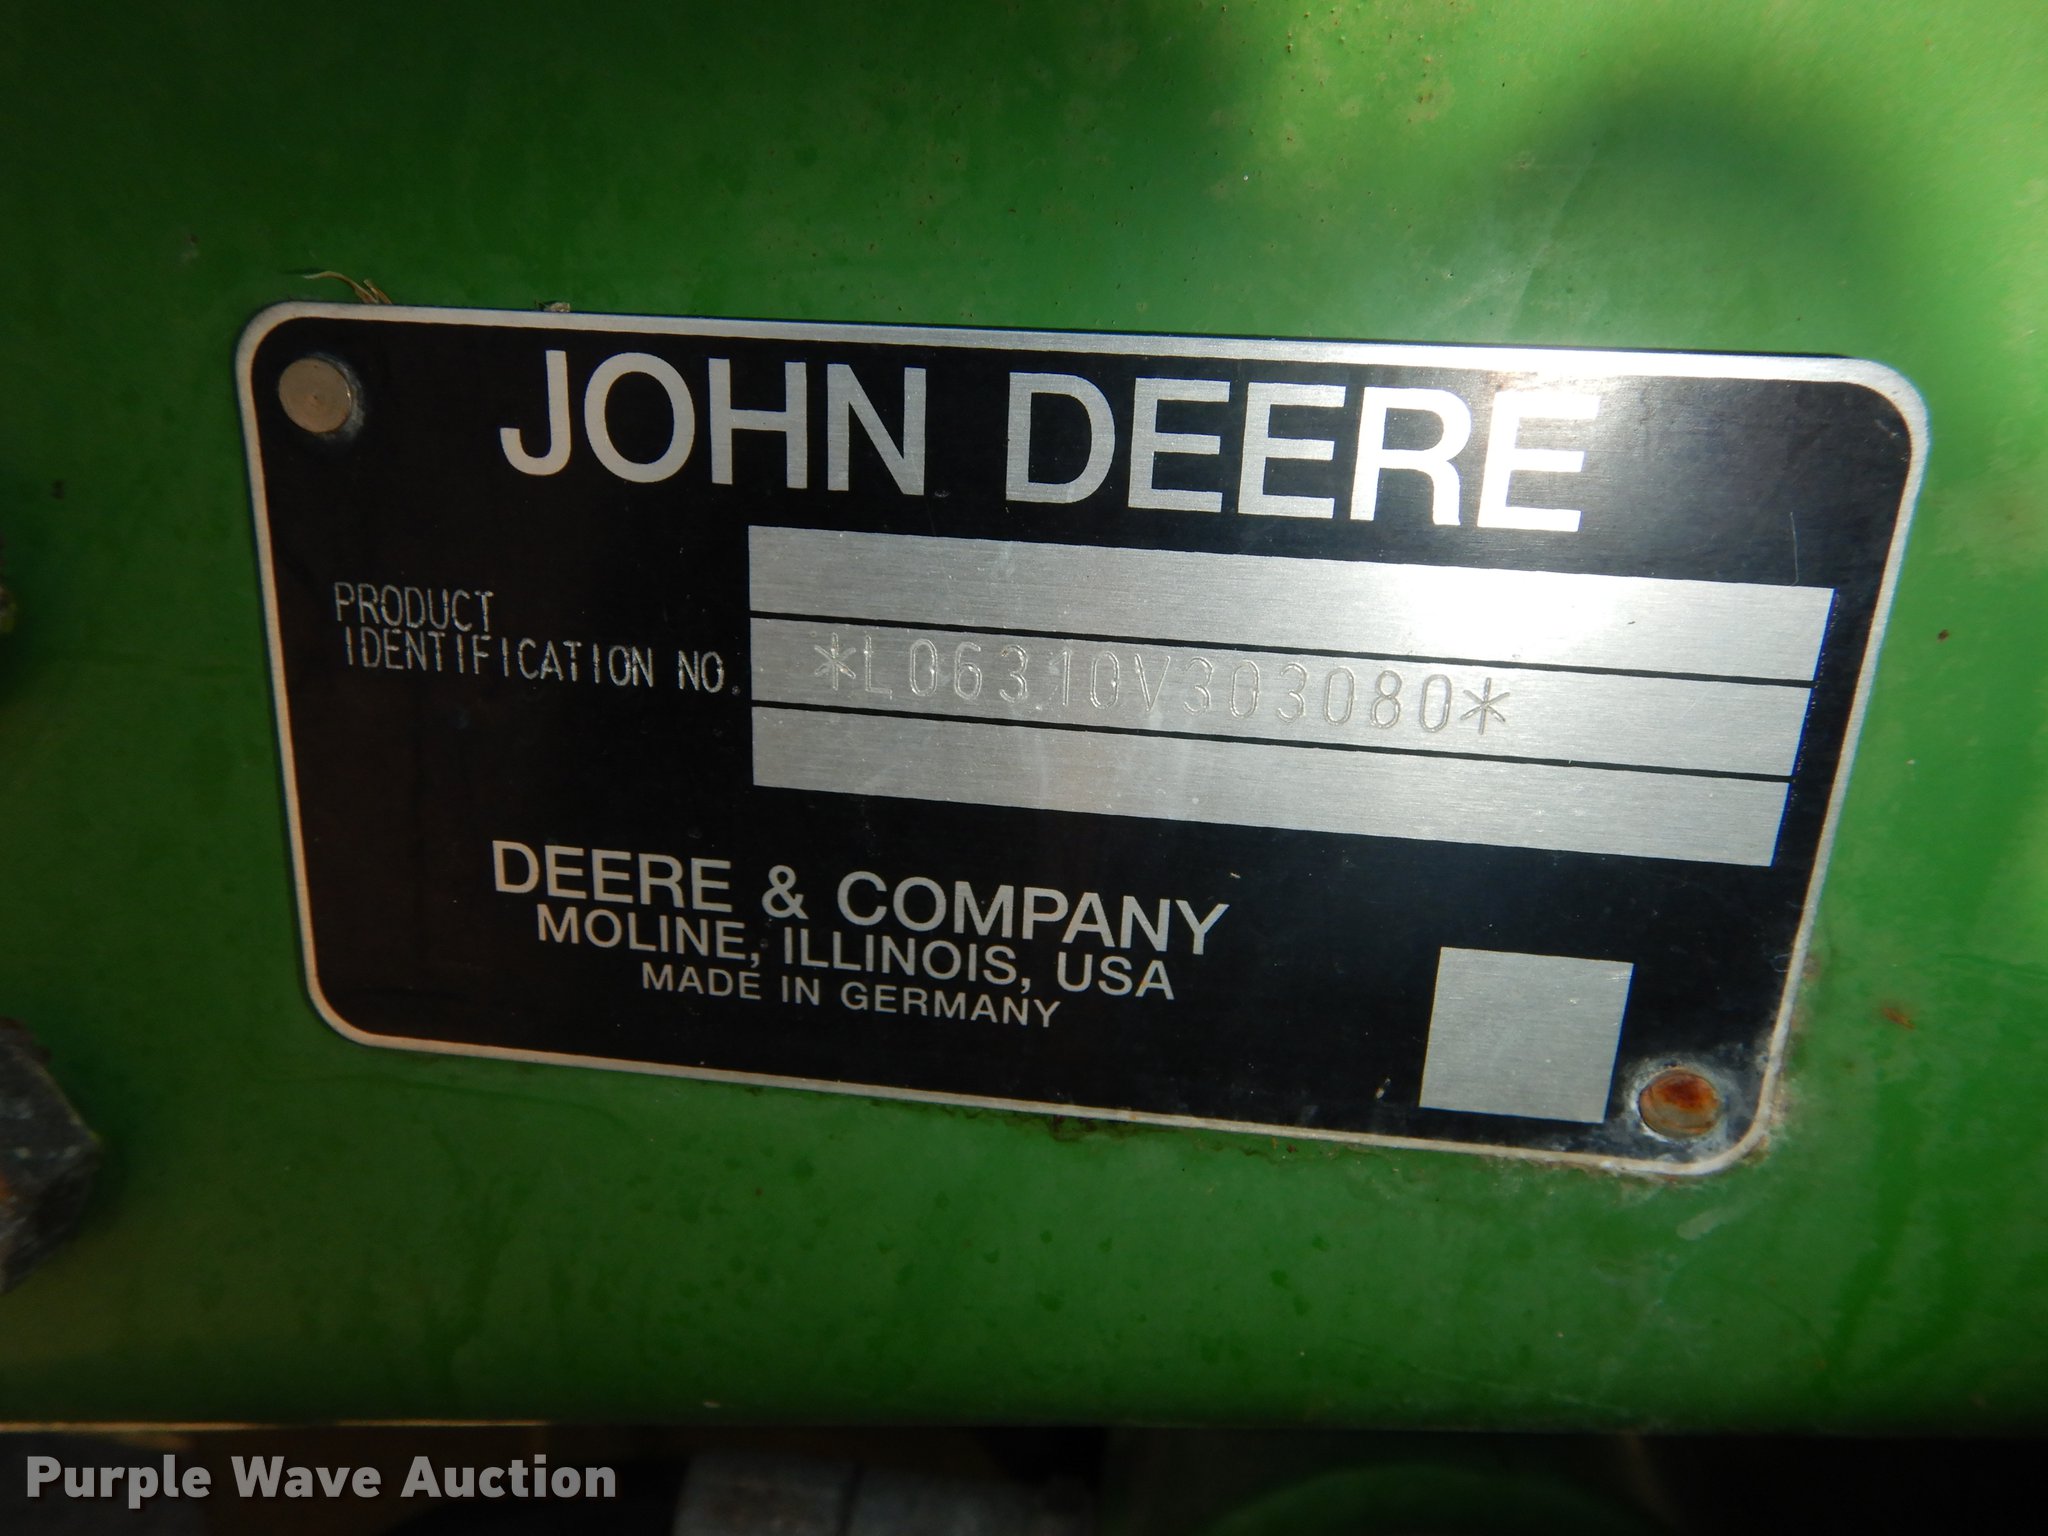 JOHN DEERE
PRODUCT
IDENTIFICATION NO.
*L06310V303080*
DEERE & COMPANY
MOLINE, ILLINOIS, USA
MADE IN GERMANY
Purple Wave Auction